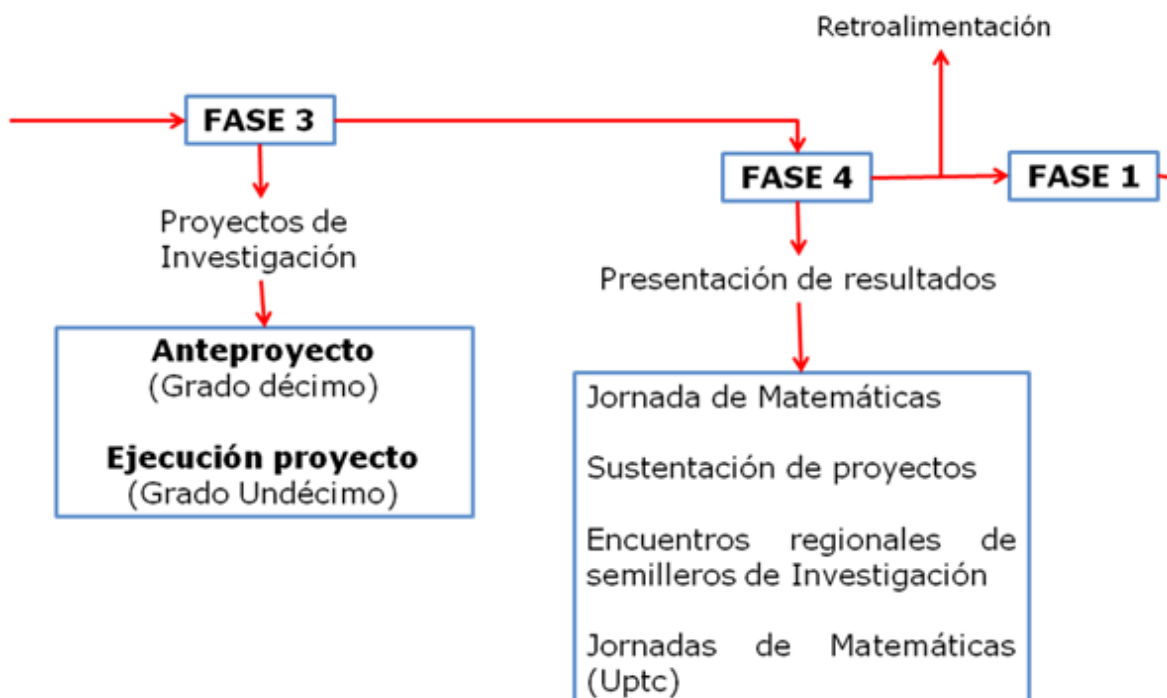 Retroalimentación
FASE 3
FASE 4
FASE 1
Proyectos de
Investigación
Presentación de resultados
Anteproyecto
(Grado décimo)
Ejecución proyecto
(Grado Undécimo)
Jornada de Matemáticas
Sustentación de proyectos
Encuentros regionales de
semilleros de Investigación
Jornadas de Matemáticas
(Uptc)